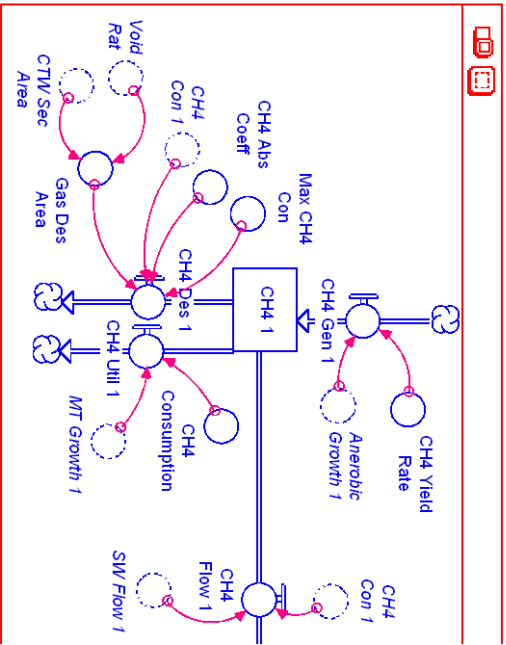 CH4 Yield
Rate
Anerobic
Growth 1
CH4 Gen 1
CH4 1
Max CH4
Con
CH4 Abs
Coeff
CH4
Con 1
Void
Rat
CTW Sec
Area
Gas Des
Area
CH4 Des 1
CH4 Util 1
CH4
Consumption
MT Growth 1
CH4
Con 1
CH4
Flow 1
SW Flow 1